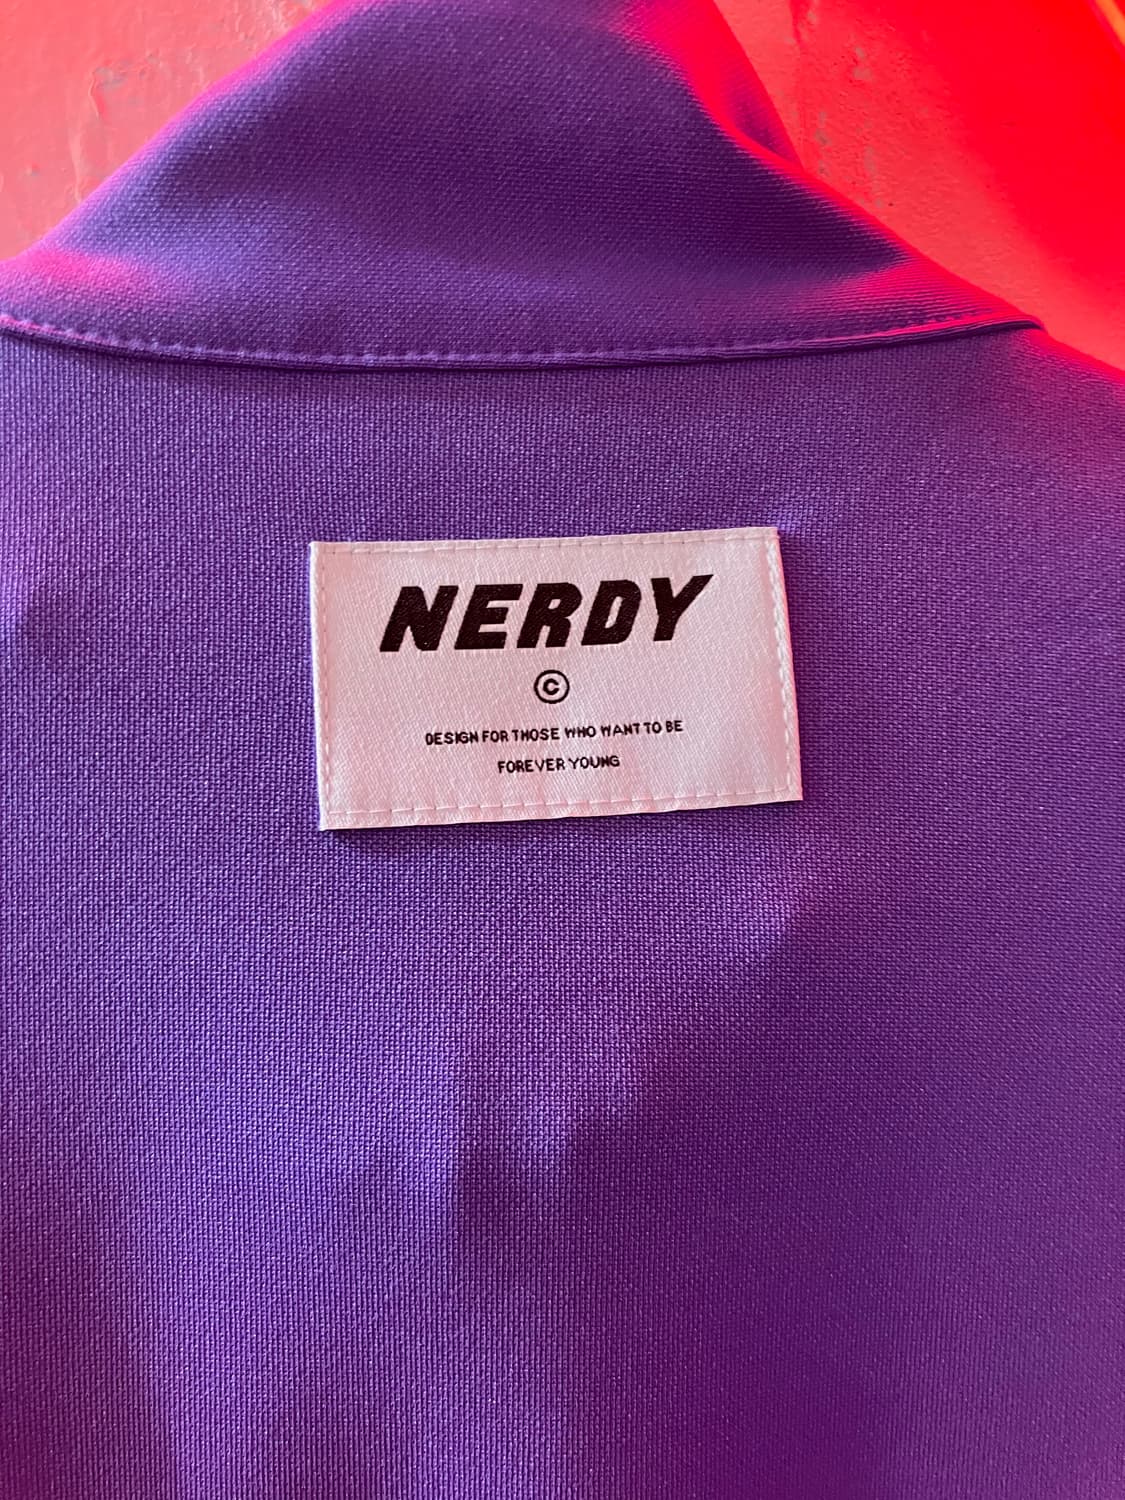 NERDY
©
DESIGN FOR THOSE WHO WANT TO BE
FOREVER YOUNG